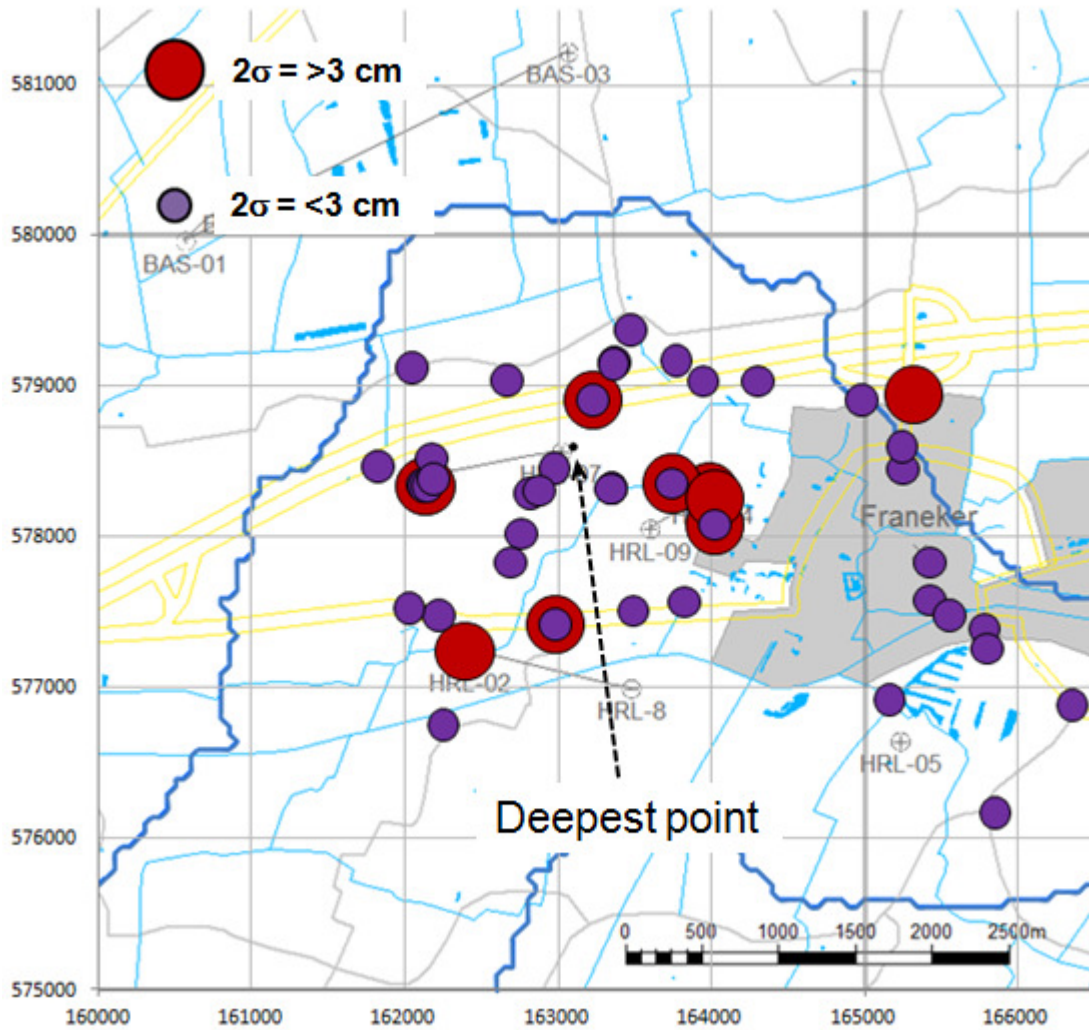 2σ = >3 cm
BAS-03
581000
2σ = <3 cm
580000
BAS-01
579000
HRL-07
578000
HRL-09
Franeker
577000
HRL-02
HRL-8
HRL-05
Deepest point
576000
0 500 1000 1500 2000 2500m
575000
160000 161000 162000 163000 164000 165000 166000